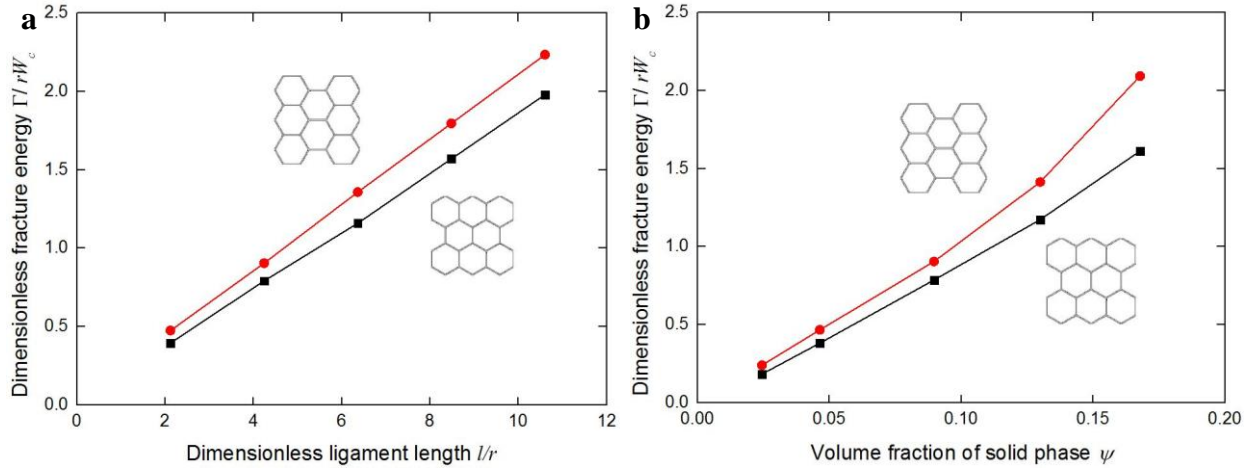 a
2.5
2.0
1.5
1.0
0.5
0.0
0 2 4 6 8 10 12
Dimensionless fracture energy Γ/ rW_c
Dimensionless ligament length l/r
b
2.5
2.0
1.5
1.0
0.5
0.0
0.00 0.05 0.10 0.15 0.20
Dimensionless fracture energy Γ/ rW_c
Volume fraction of solid phase ψ